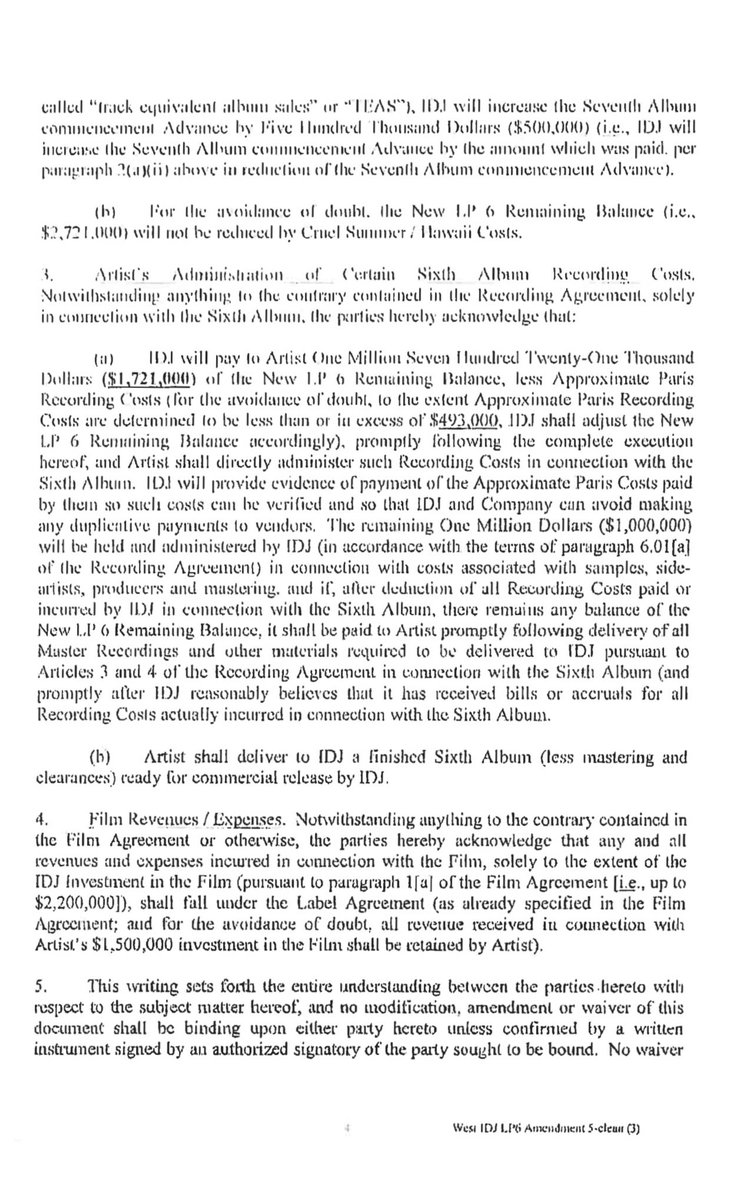 called "track equivalent album sales" or "TEAS"), IDJ will increase the Seventh Album
commencement Advance by Five Hundred Thousand Dollars ($500,000) (i.e., IDJ will
increase the Seventh Album commencement Advance by the amount which was paid, per
paragraph 2(a)(ii) above in reduction of the Seventh Album commencement Advance).
(b) For the avoidance of doubt, the New LP 6 Remaining Balance (i.e.,
$2,721,000) will not be reduced by Cruel Summer / Hawaii Costs.
3. Artist's Administration of Certain Sixth Album Recording Costs.
Notwithstanding anything to the contrary contained in the Recording Agreement, solely
in connection with the Sixth Album, the parties hereby acknowledge that:
(a) IDJ will pay to Artist One Million Seven Hundred Twenty-One Thousand
Dollars ($1,721,000) of the New LP 6 Remaining Balance, less Approximate Paris
Recording Costs (for the avoidance of doubt, to the extent Approximate Paris Recording
Costs are determined to be less than or in excess of $493,000, IDJ shall adjust the New
LP 6 Remaining Balance accordingly), promptly following the complete execution
hereof, and Artist shall directly administer such Recording Costs in connection with the
Sixth Album. IDJ will provide evidence of payment of the Approximate Paris Costs paid
by them so such costs can be verified and so that IDJ and Company can avoid making
any duplicative payments to vendors. The remaining One Million Dollars ($1,000,000)
will be held and administered by IDJ (in accordance with the terms of paragraph 6.01[a]
of the Recording Agreement) in connection with costs associated with samples, side-
artists, producers and mastering, and if, after deduction of all Recording Costs paid or
incurred by IDJ in connection with the Sixth Album, there remains any balance of the
New LP 6 Remaining Balance, it shall be paid to Artist promptly following delivery of all
Master Recordings and other materials required to be delivered to IDJ pursuant to
Articles 3 and 4 of the Recording Agreement in connection with the Sixth Album (and
promptly after IDJ reasonably believes that it has received bills or accruals for all
Recording Costs actually incurred in connection with the Sixth Album.
(b) Artist shall deliver to IDJ a finished Sixth Album (less mastering and
clearances) ready for commercial release by IDJ.
4. Film Revenues / Expenses. Notwithstanding anything to the contrary contained in
the Film Agreement or otherwise, the parties hereby acknowledge that any and all
revenues and expenses incurred in connection with the Film, solely to the extent of the
IDJ Investment in the Film (pursuant to paragraph 1[a] of the Film Agreement [i.e., up to
$2,200,000]), shall fall under the Label Agreement (as already specified in the Film
Agreement; and for the avoidance of doubt, all revenue received in connection with
Artist's $1,500,000 investment in the Film shall be retained by Artist).
5. This writing sets forth the entire understanding between the parties hereto with
respect to the subject matter hereof, and no modification, amendment or waiver of this
document shall be binding upon either party hereto unless confirmed by a written
instrument signed by an authorized signatory of the party sought to be bound. No waiver
4
West IDJ LP6 Amendment 5-clean (3)